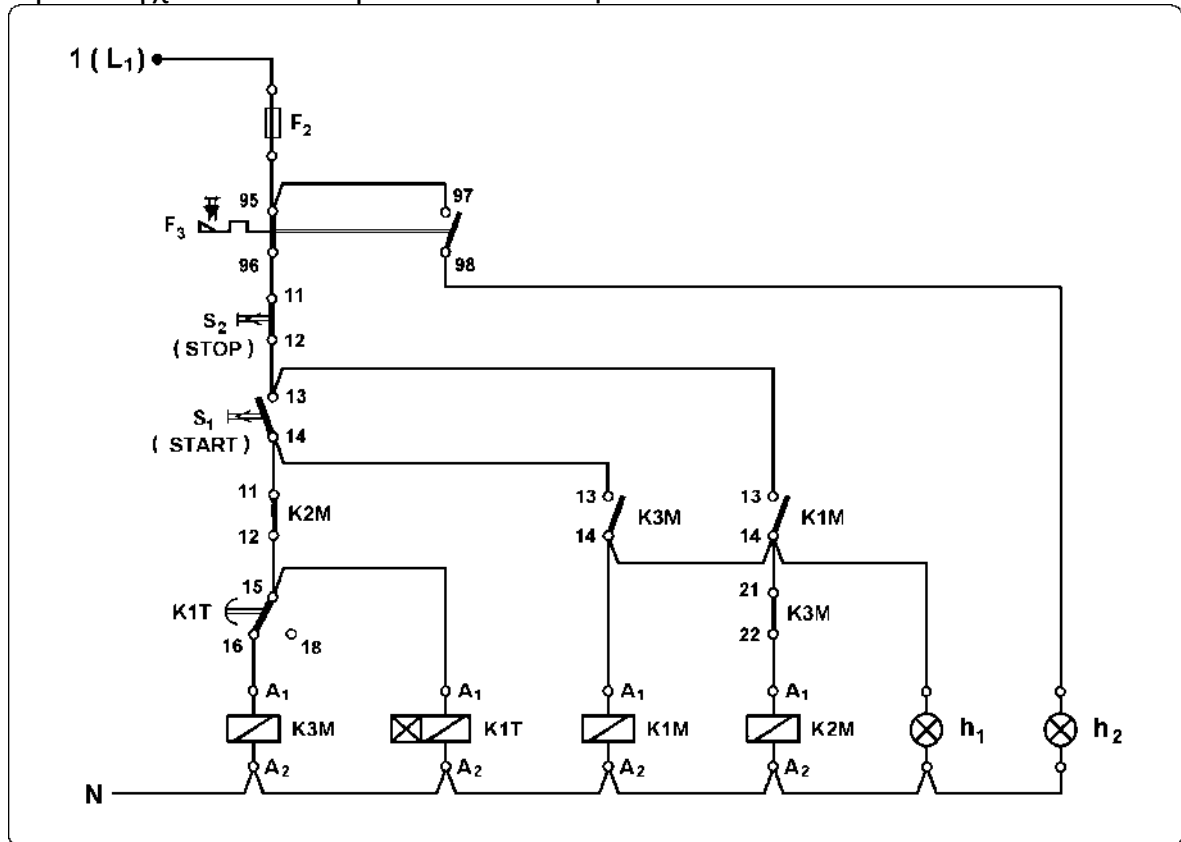 1 ( L₁ )
F₂
95
97
F₃
96
98
11
S₂
12
( STOP )
13
S₁
14
( START )
11
13
13
K2M
K3M
K1M
12
14
14
15
21
K1T
K3M
16
18
22
A₁
A₁
A₁
A₁
K3M
K1T
K1M
K2M
h₁
h₂
A₂
A₂
A₂
A₂
N